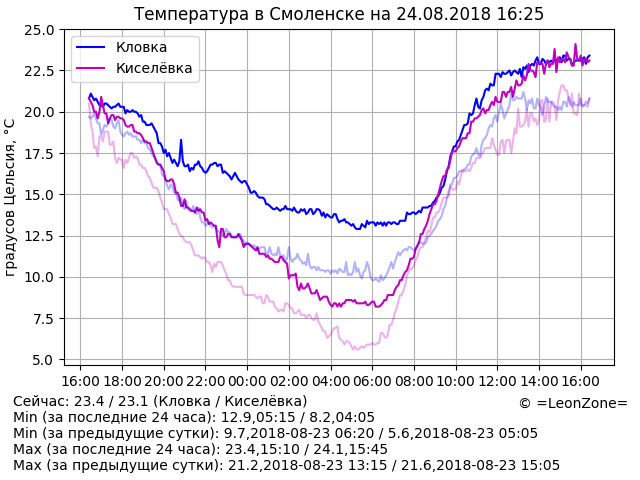 Температура в Смоленске на 24.08.2018 16:25
Кловка
Киселёвка
градусов Цельсия, °C
25.0
22.5
20.0
17.5
15.0
12.5
10.0
7.5
5.0
16:00 18:00 20:00 22:00 00:00 02:00 04:00 06:00 08:00 10:00 12:00 14:00 16:00
Сейчас: 23.4 / 23.1 (Кловка / Киселёвка)
© =LeonZone=
Min (за последние 24 часа): 12.9,05:15 / 8.2,04:05
Min (за предыдущие сутки): 9.7,2018-08-23 06:20 / 5.6,2018-08-23 05:05
Max (за последние 24 часа): 23.4,15:10 / 24.1,15:45
Max (за предыдущие сутки): 21.2,2018-08-23 13:15 / 21.6,2018-08-23 15:05